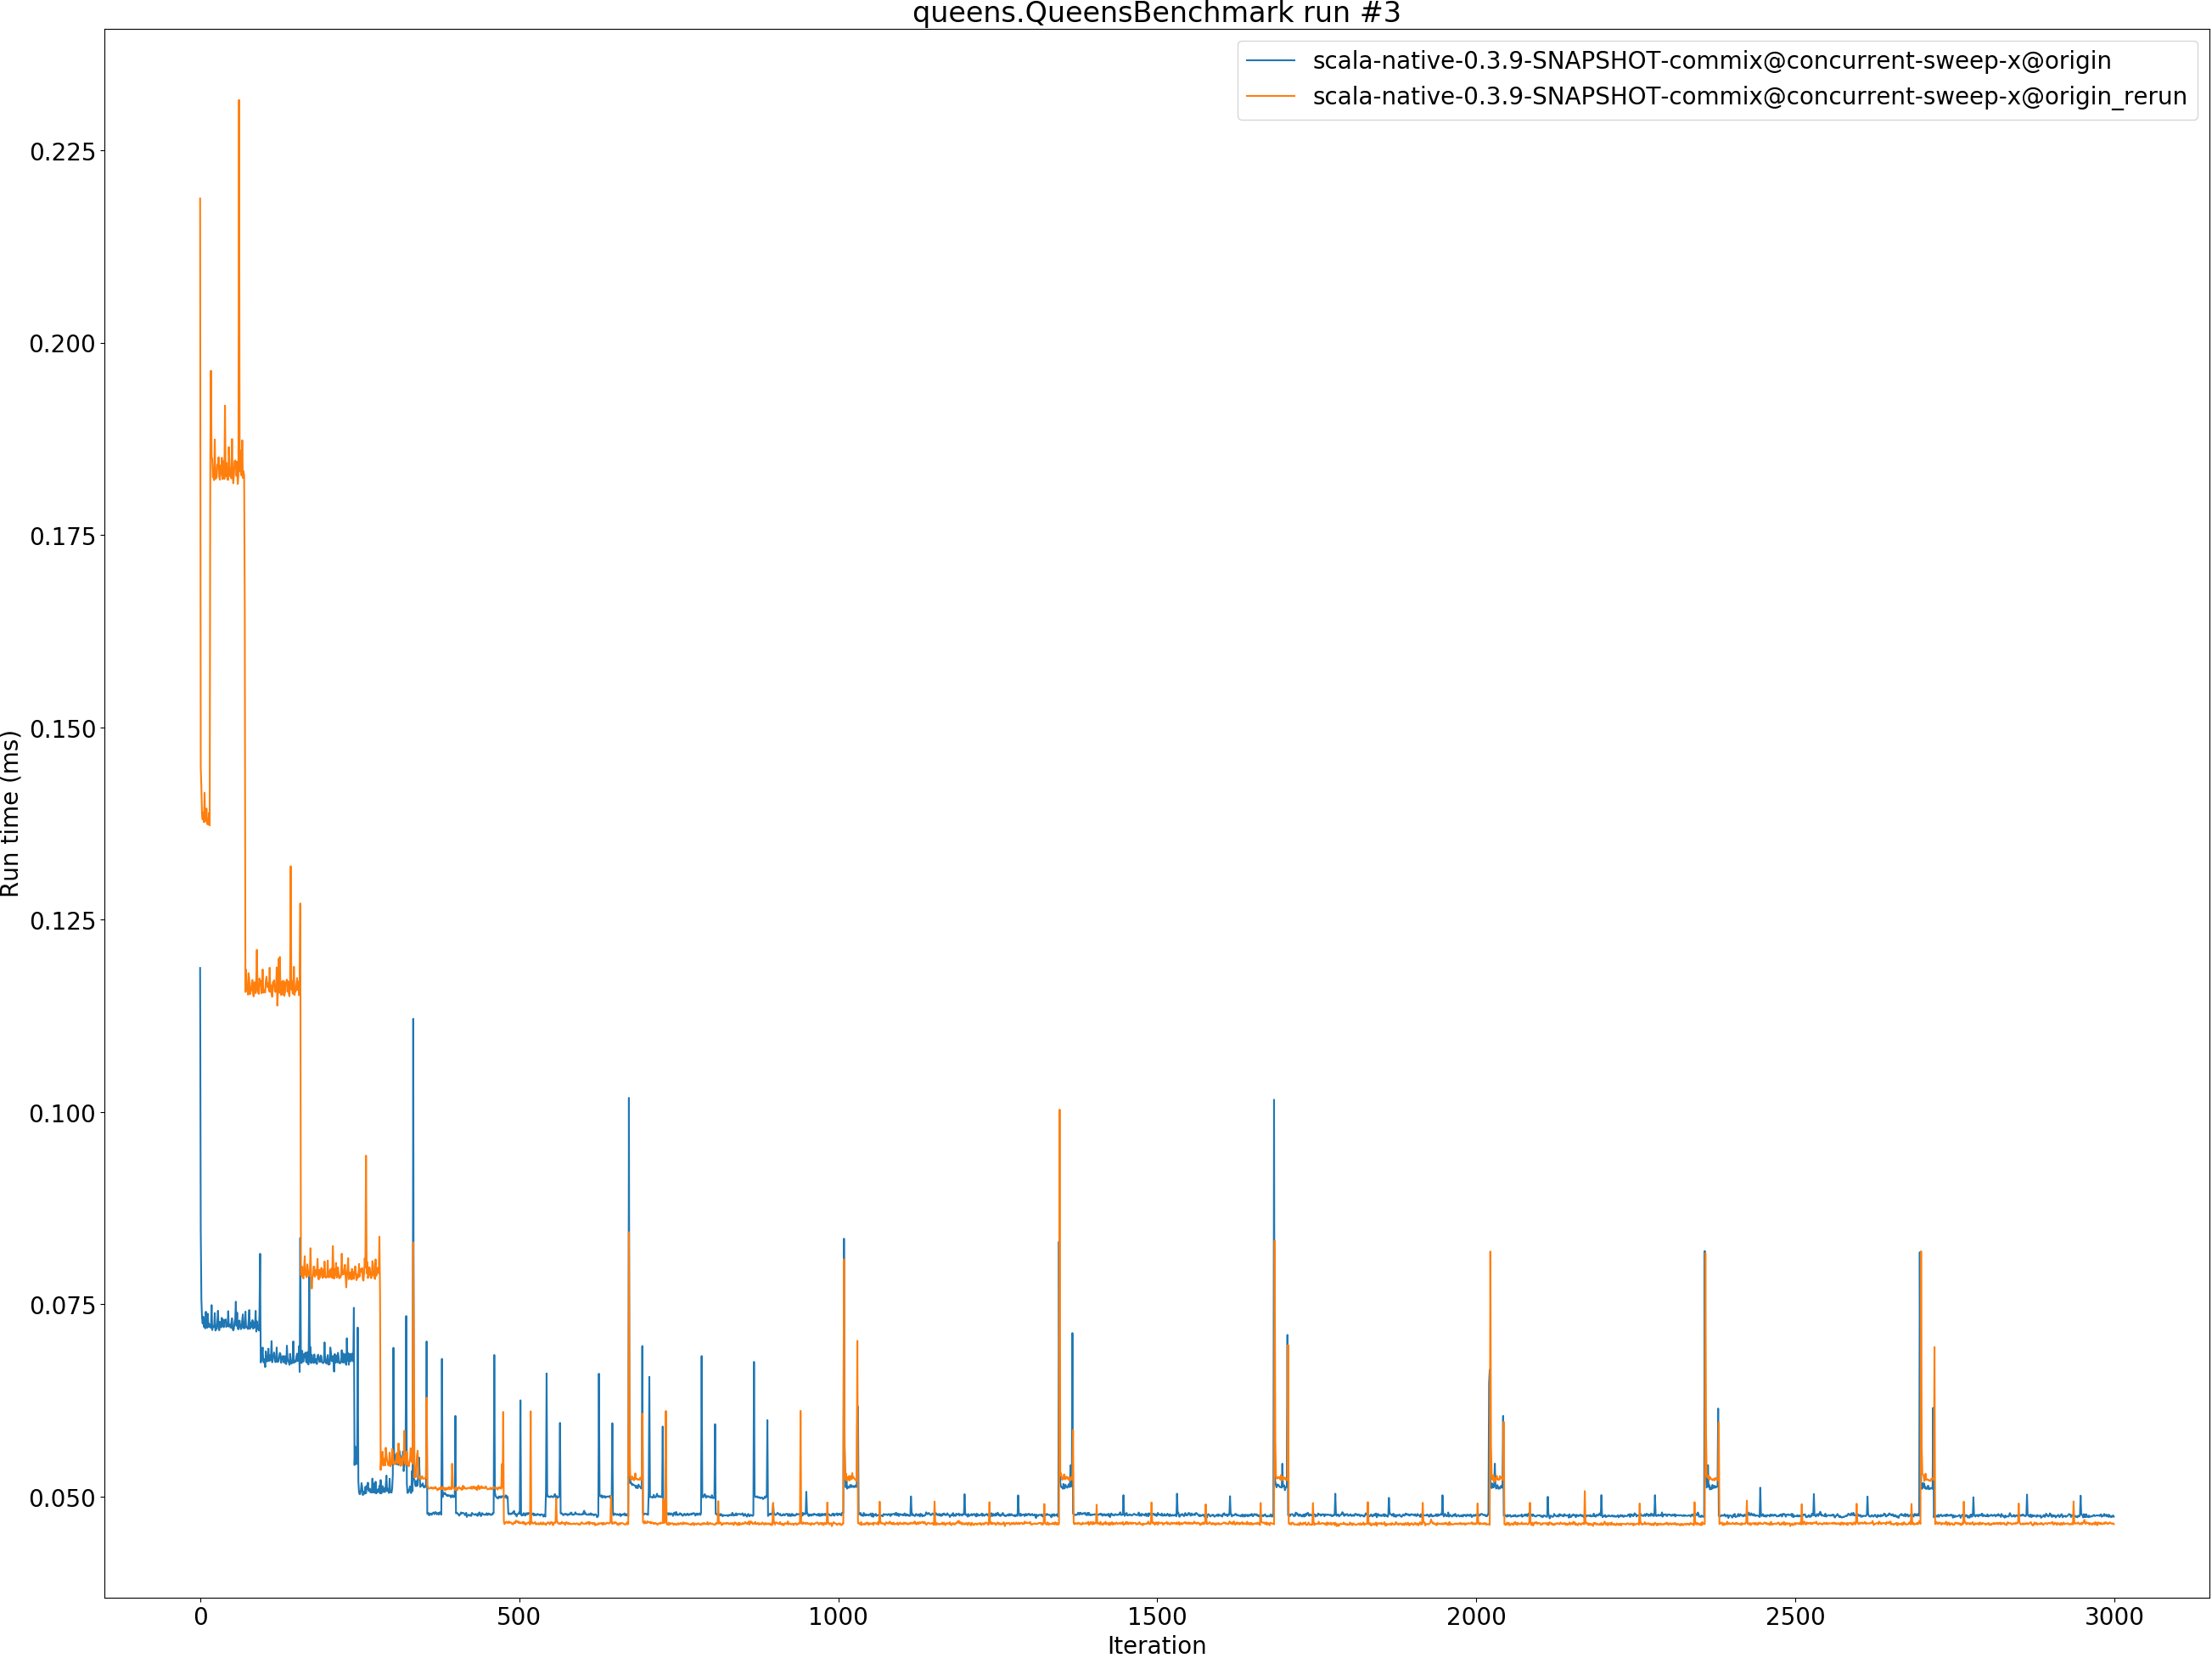 queens.QueensBenchmark run #3
scala-native-0.3.9-SNAPSHOT-commix@concurrent-sweep-x@origin
scala-native-0.3.9-SNAPSHOT-commix@concurrent-sweep-x@origin_rerun
Run time (ms)
0.225
0.200
0.175
0.150
0.125
0.100
0.075
0.050
0 500 1000 1500 2000 2500 3000
Iteration